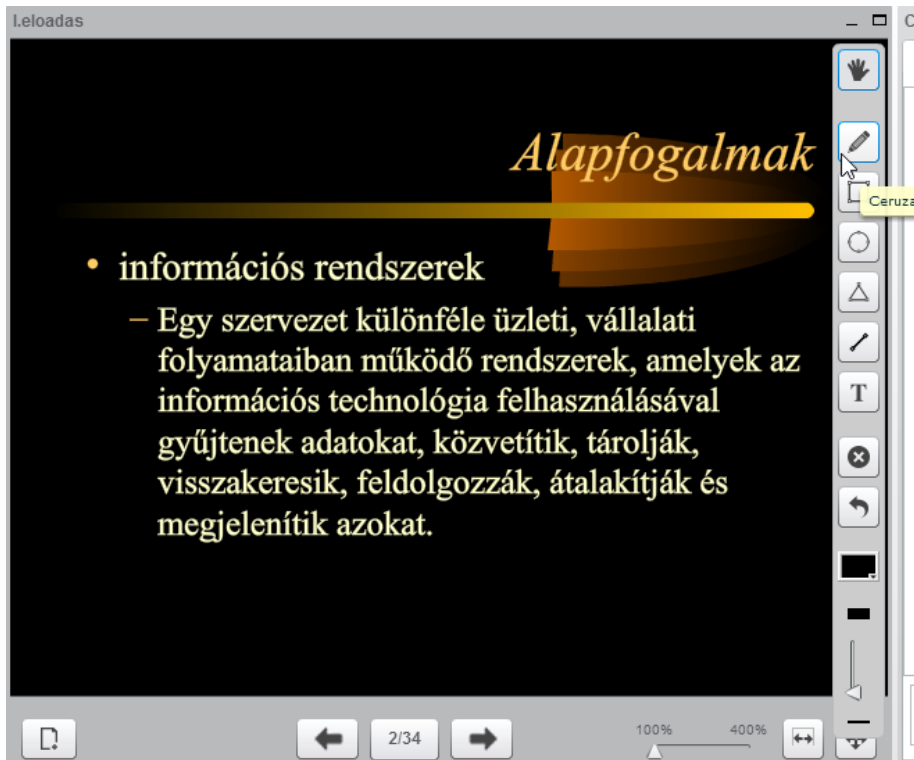 I.eloadas
Alapfogalmak
• információs rendszerek
– Egy szervezet különféle üzleti, vállalati
folyamataiban működő rendszerek, amelyek az
információs technológia felhasználásával
gyűjtenek adatokat, közvetítik, tárolják,
visszakeresik, feldolgozzák, átalakítják és
megjelenítik azokat.
Ceruza
T
2/34
100% 400%